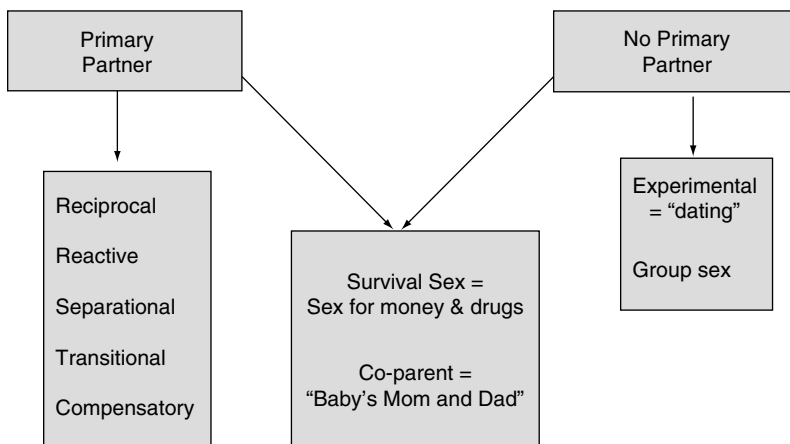 Primary
Partner
No Primary
Partner
Reciprocal
Reactive
Separational
Transitional
Compensatory
Survival Sex =
Sex for money & drugs
Co-parent =
“Baby’s Mom and Dad”
Experimental
= “dating”
Group sex